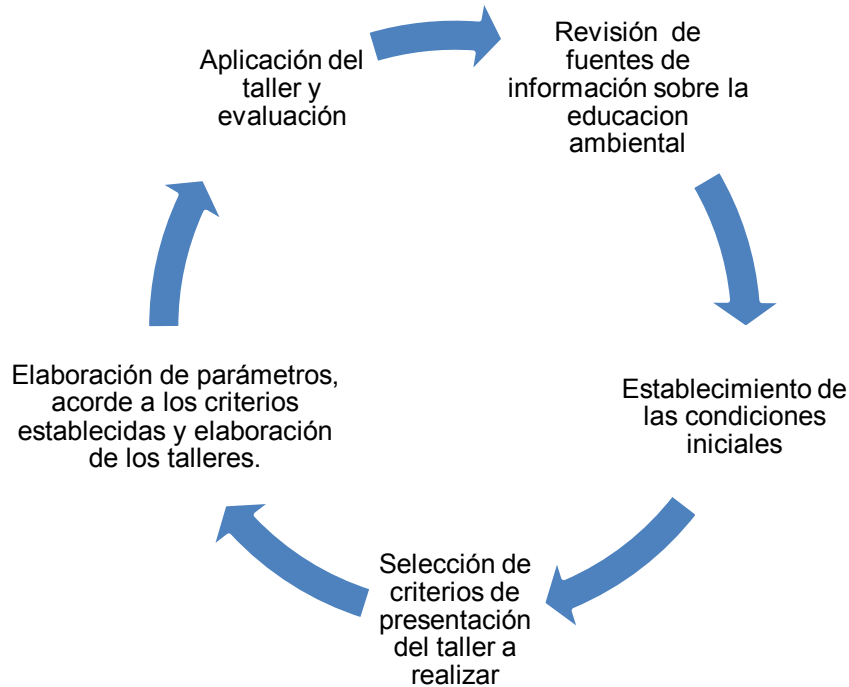 Revisión de
fuentes de
información sobre la
educacion
ambiental
Establecimiento de
las condiciones
iniciales
Selección de
criterios de
presentación
del taller a
realizar
Elaboración de parámetros,
acorde a los criterios
establecidas y elaboración
de los talleres.
Aplicación del
taller y
evaluación